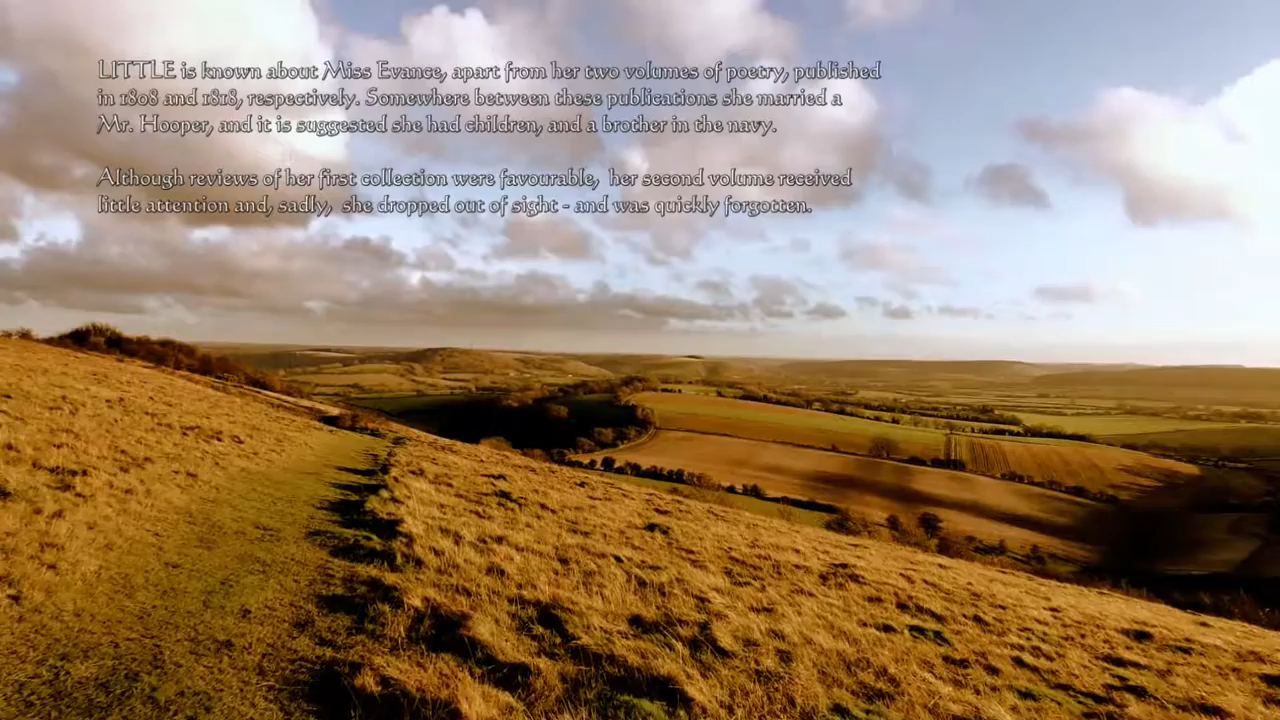 LITTLE is known about Miss Evance, apart from her two volumes of poetry, published
in 1808 and 1818, respectively. Somewhere between these publications she married a
Mr. Hooper, and it is suggested she had children, and a brother in the navy.
Although reviews of her first collection were favourable, her second volume received
little attention and, sadly, she dropped out of sight - and was quickly forgotten.